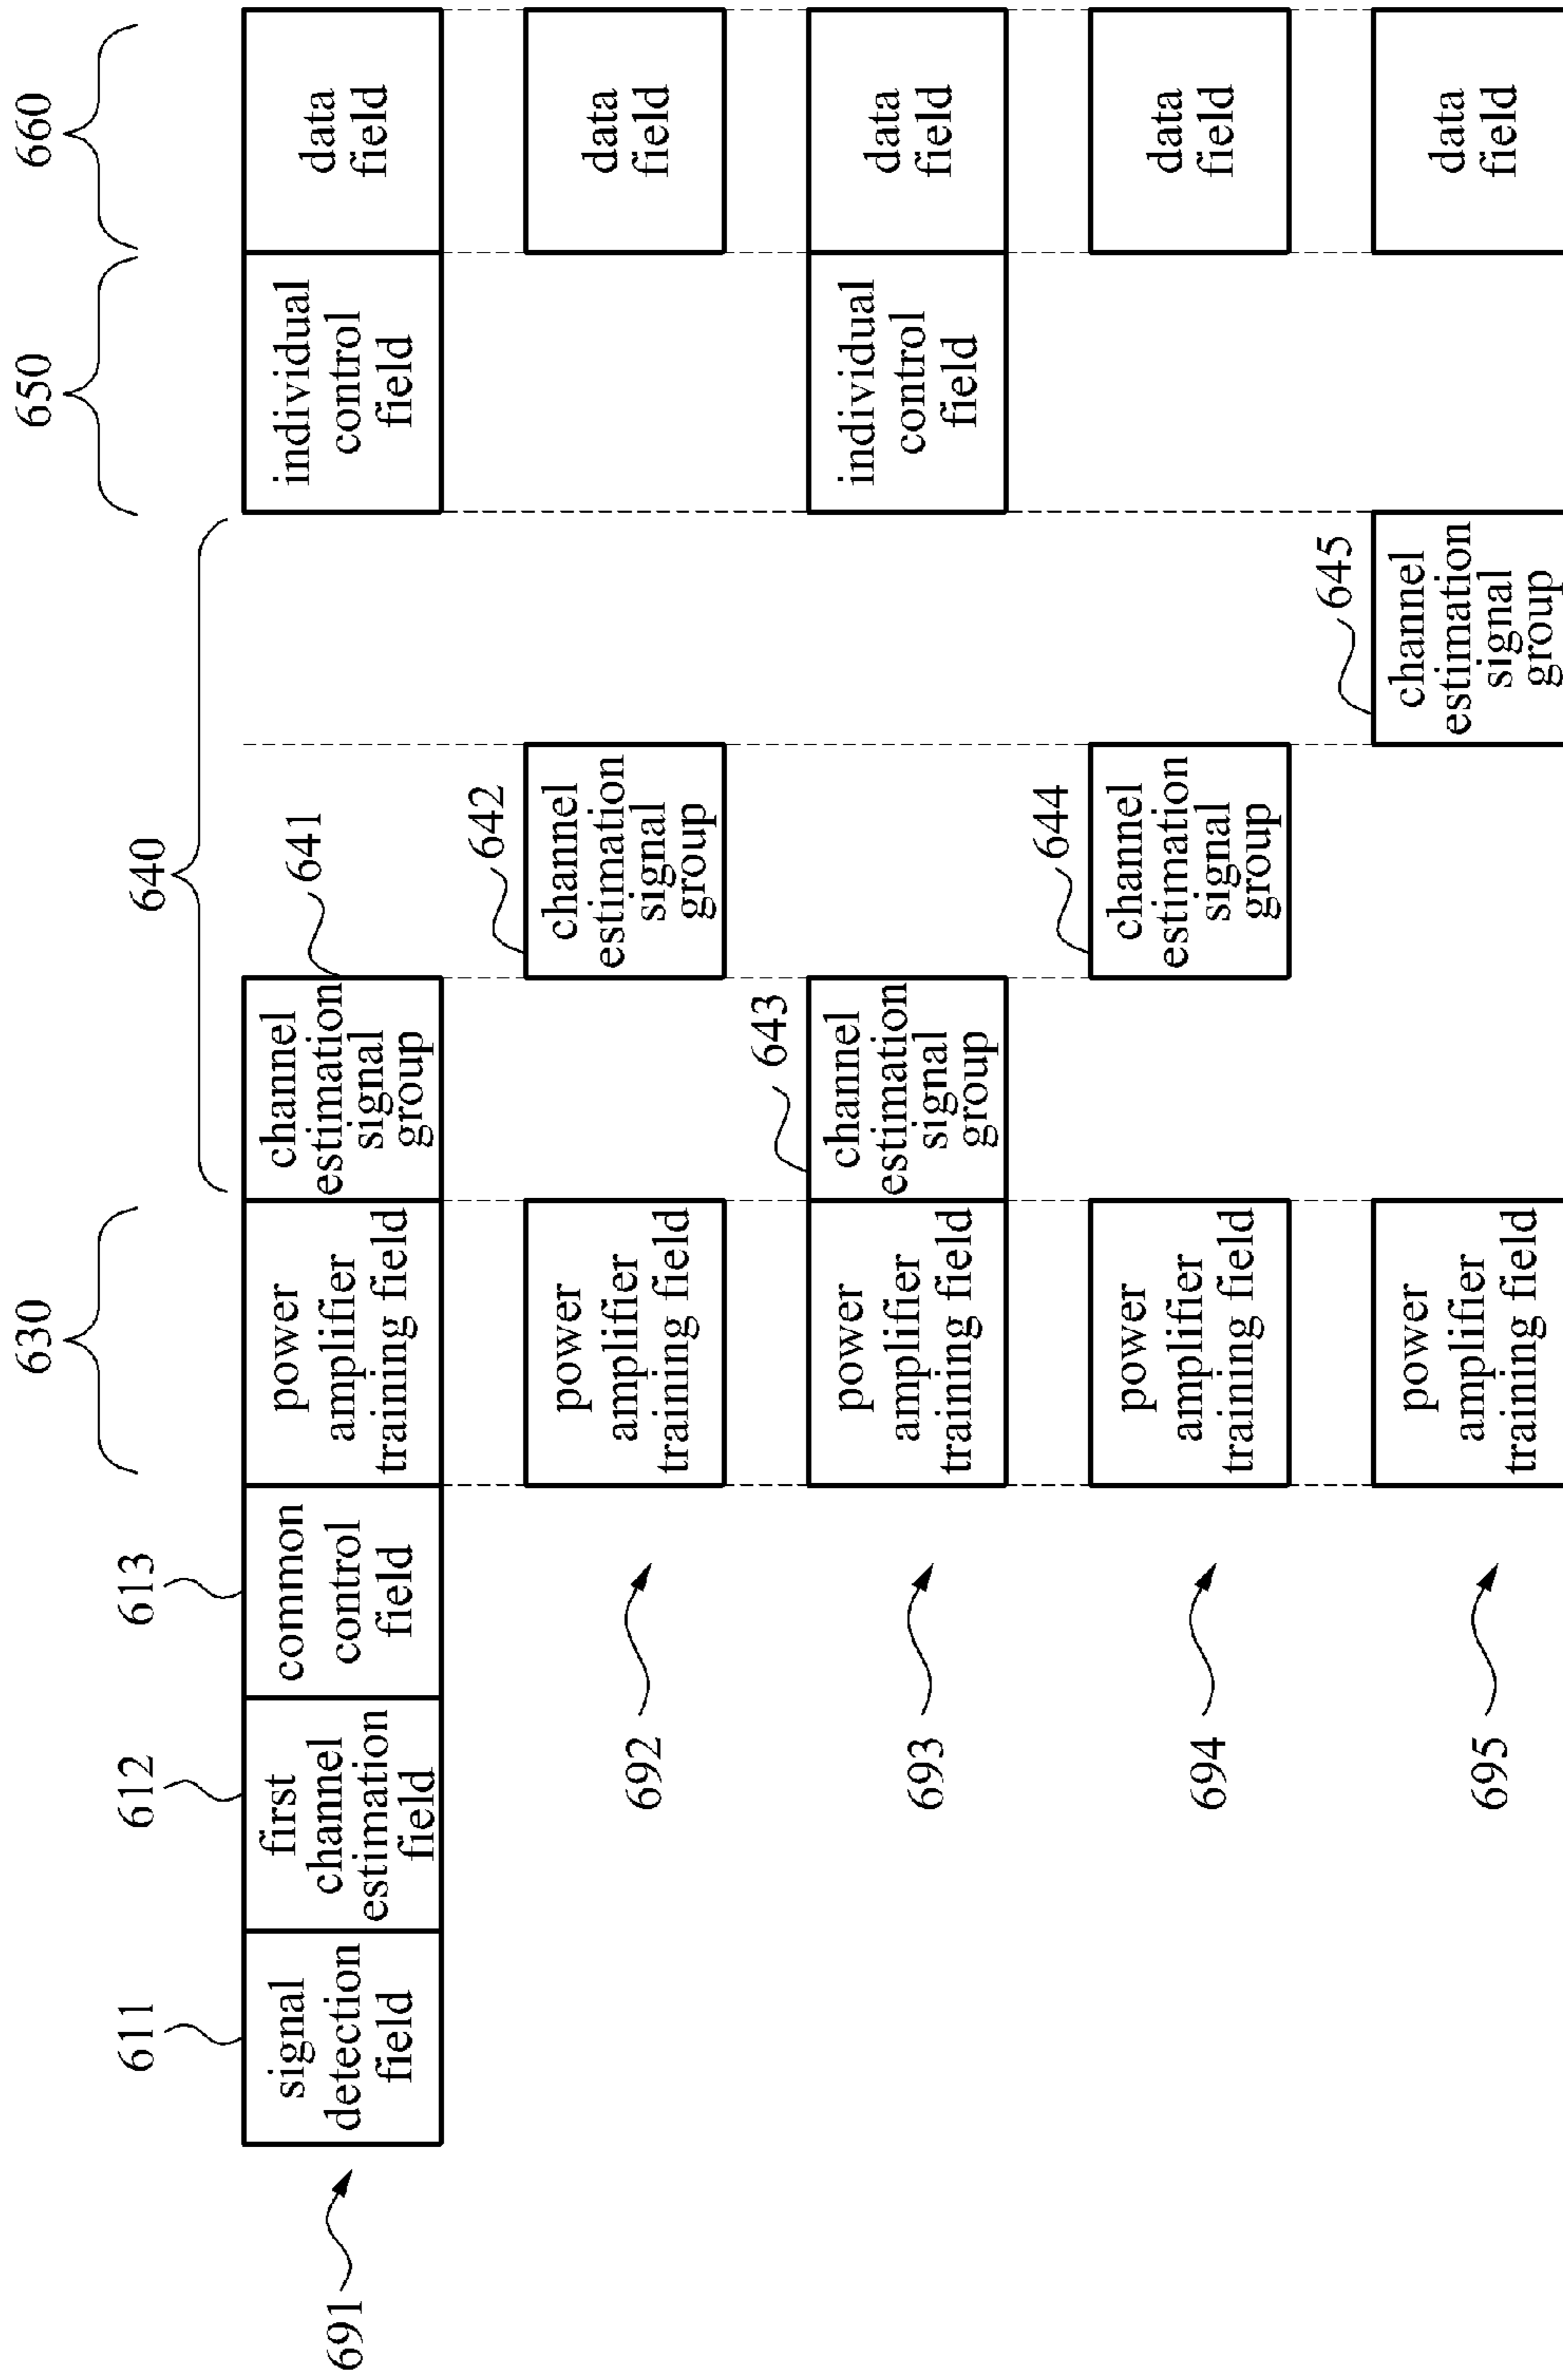 630
640
650
660
611
612
613
691
signal
detection
field
first
channel
estimation
field
common
control
field
power
amplifier
training field
channel
estimation
signal
group
641
individual
control
field
data
field
692
power
amplifier
training field
642
channel
estimation
signal
group
data
field
693
power
amplifier
training field
643
channel
estimation
signal
group
individual
control
field
data
field
694
power
amplifier
training field
644
channel
estimation
signal
group
data
field
695
power
amplifier
training field
645
channel
estimation
signal
group
data
field